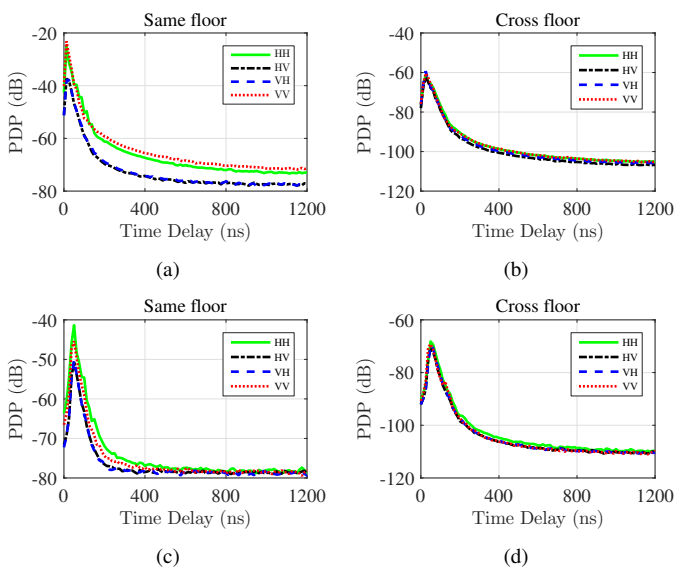 Same floor
Cross floor
-20
-40
-60
-80
PDP (dB)
HH
HV
VH
VV
0
400
800
1200
Time Delay (ns)
(a)
-40
-60
-80
-100
-120
PDP (dB)
HH
HV
VH
VV
0
400
800
1200
Time Delay (ns)
(b)
Same floor
Cross floor
-40
-50
-60
-70
-80
PDP (dB)
HH
HV
VH
VV
0
400
800
1200
Time Delay (ns)
(c)
-60
-80
-100
-120
PDP (dB)
HH
HV
VH
VV
0
400
800
1200
Time Delay (ns)
(d)